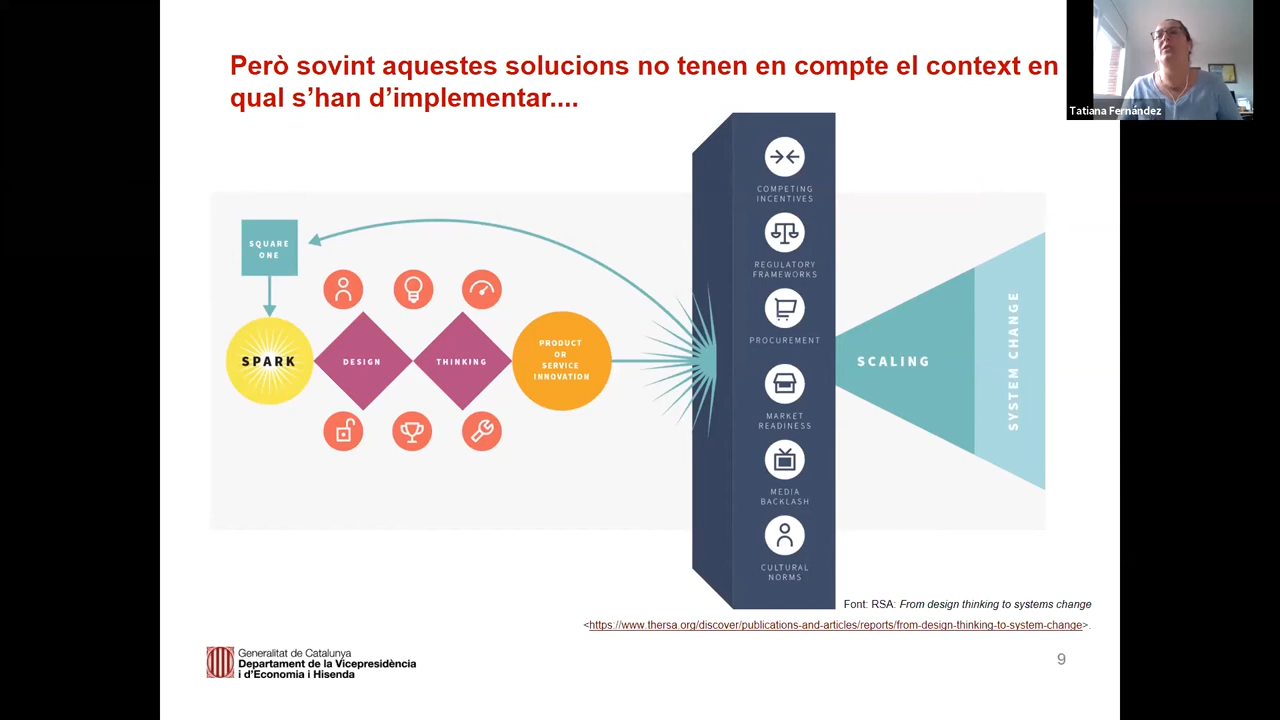 Però sovint aquestes solucions no tenen en compte el context en
qual s’han d’implementar....
Tatiana Fernández
SQUARE
ONE
SPARK
DESIGN
THINKING
PRODUCT
OR
SERVICE
INNOVATION
COMPETING
INCENTIVES
REGULATORY
FRAMEWORKS
PROCUREMENT
MARKET
READINESS
MEDIA
BACKLASH
CULTURAL
NORMS
SCALING
SYSTEM CHANGE
Font: RSA: From design thinking to systems change
<https://www.thersa.org/discover/publications-and-articles/reports/from-design-thinking-to-system-change>.
Generalitat de Catalunya
Departament de la Vicepresidència
i d’Economia i Hisenda
9